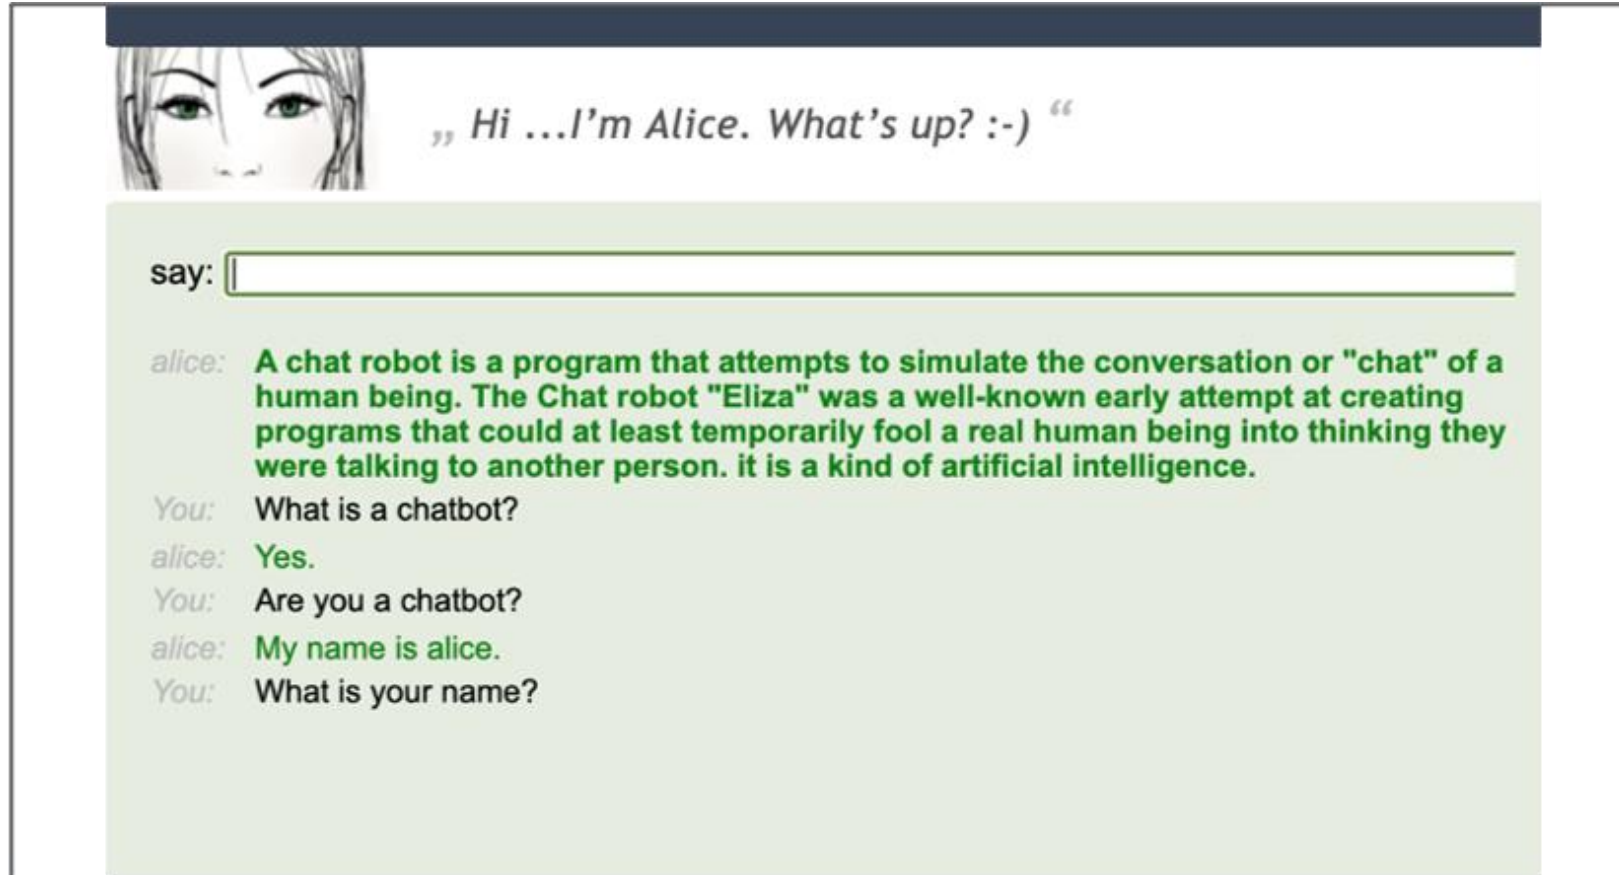 „ Hi ...I'm Alice. What's up? :-) “
say:
alice: A chat robot is a program that attempts to simulate the conversation or "chat" of a
human being. The Chat robot "Eliza" was a well-known early attempt at creating
programs that could at least temporarily fool a real human being into thinking they
were talking to another person. it is a kind of artificial intelligence.
You: What is a chatbot?
alice: Yes.
You: Are you a chatbot?
alice: My name is alice.
You: What is your name?